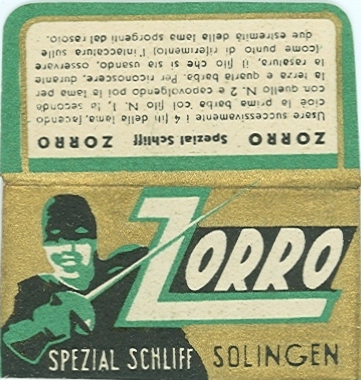 ZORRO Spezial Schliff ZORRO
Usare successivamente i 4 fili della lama, facendo
cioè la prima barba col filo N. 1, la seconda
con quello N. 2 e capovolgendo poi la lama per
la terza e quarta barba. Per riconoscere, durante
la rasatura, il filo che si sta usando, osservare
(come punto di riferimento) l'intaccatura sulle
due estremità della lama sporgenti dal rasoio.
ZORRO
SPEZIAL SCHLIFF SOLINGEN